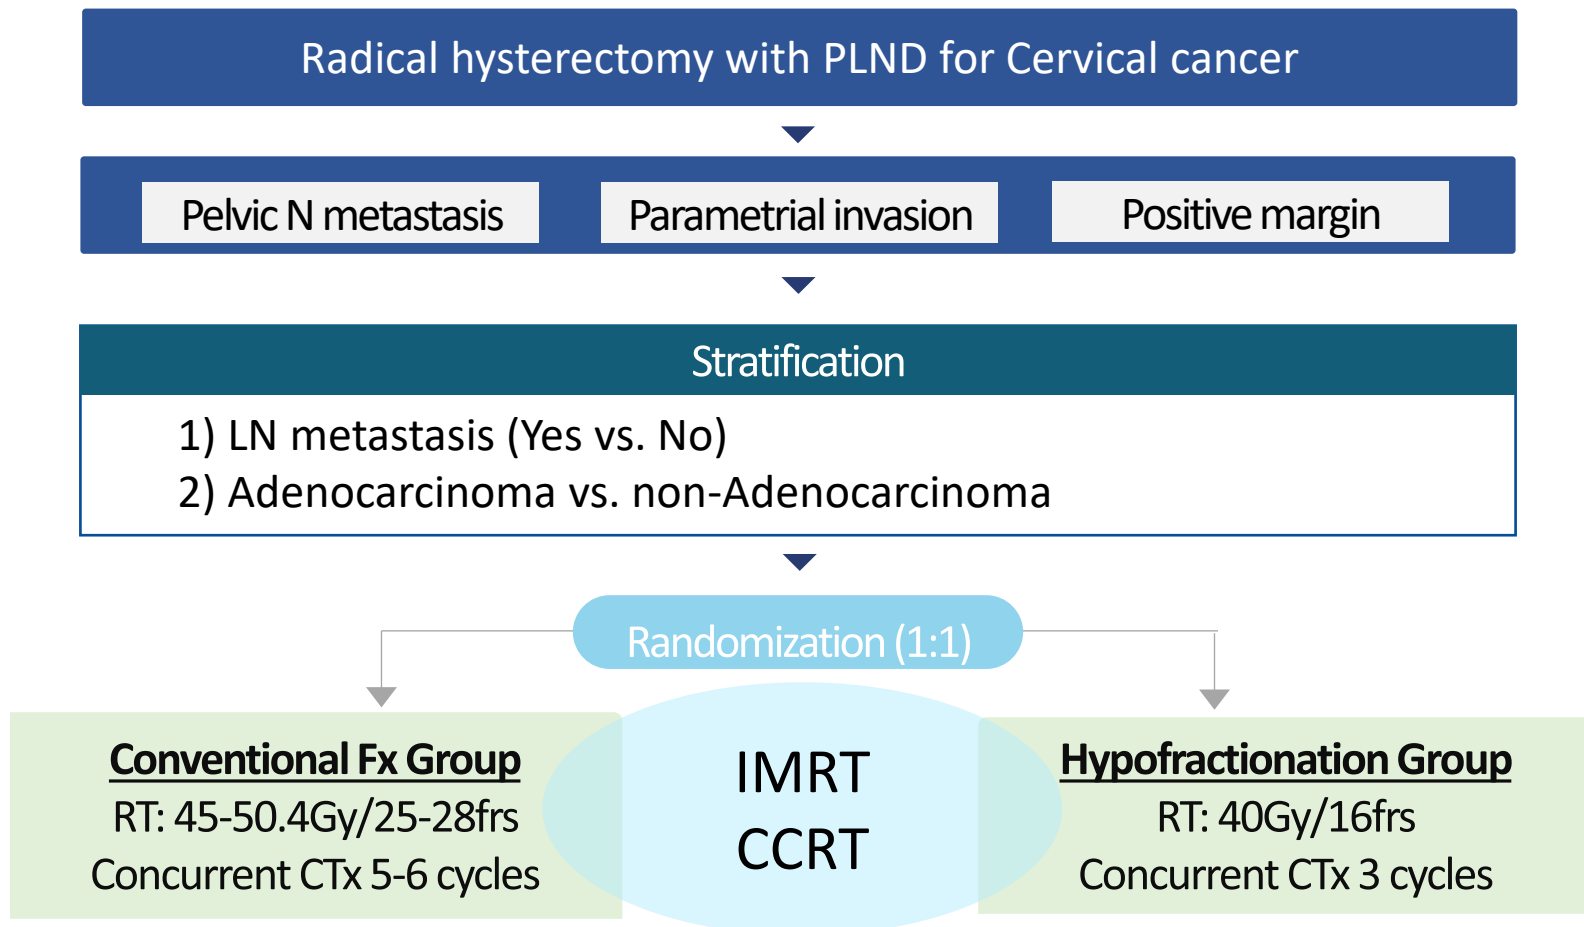 Radical hysterectomy with PLND for Cervical cancer
Pelvic N metastasis
Parametrial invasion
Positive margin
Stratification
1) LN metastasis (Yes vs. No)
2) Adenocarcinoma vs. non-Adenocarcinoma
Randomization (1:1)
Conventional Fx Group
RT: 45-50.4Gy/25-28frs
Concurrent CTx 5-6 cycles
IMRT
CCRT
Hypofractionation Group
RT: 40Gy/16frs
Concurrent CTx 3 cycles